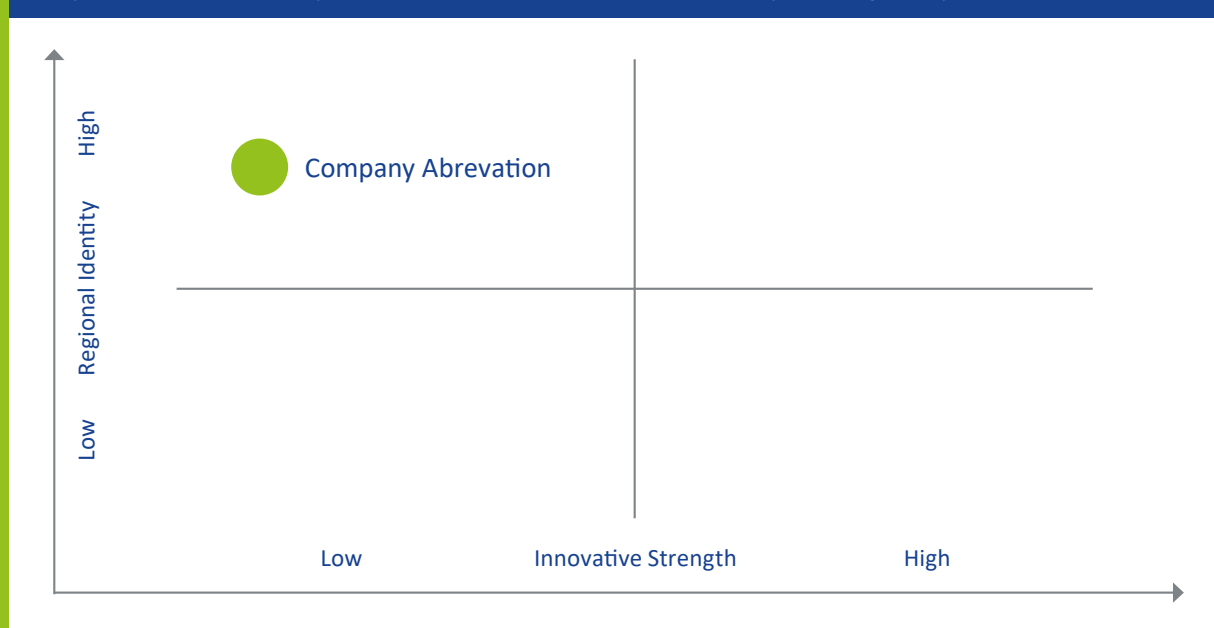 High
Company Abrevation
Regional Identity
Low
Low Innovative Strength High